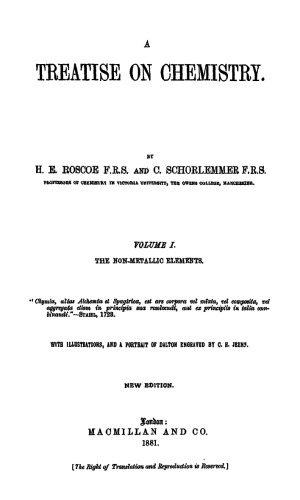 A
TREATISE ON CHEMISTRY.
BY
H. E. ROSCOE F.R.S. AND C. SCHORLEMMER F.R.S.
PROFESSORS OF CHEMISTRY IN VICTORIA UNIVERSITY, THE OWENS COLLEGE, MANCHESTER.
VOLUME I.
THE NON-METALLIC ELEMENTS.
"Chymia, alias Alchemia et Spagirica, est ars corpora vel mixta, vel composita, vel
aggregata etiam in principia sua resolvendi, aut ex principiis in talia com-
binandi."—STAHL, 1723.
WITH ILLUSTRATIONS, AND A PORTRAIT OF DALTON ENGRAVED BY C. H. JEENS.
NEW EDITION.
London:
MACMILLAN AND CO.
1881.
[The Right of Translation and Reproduction is Reserved.]